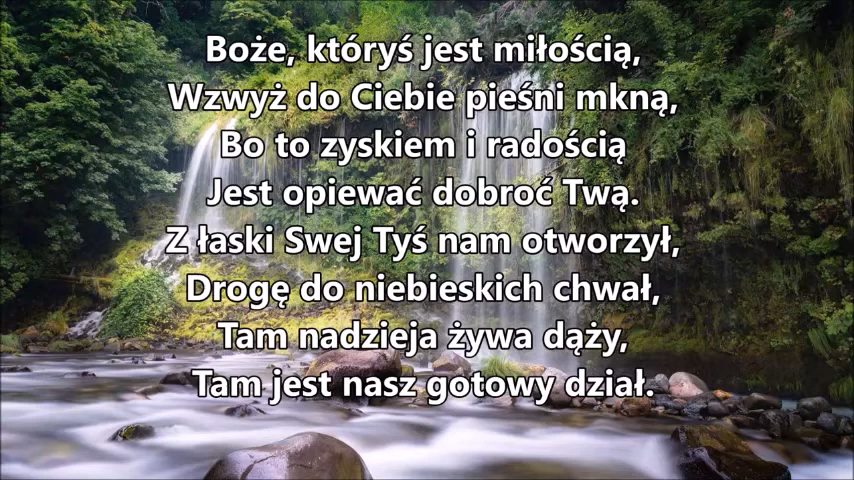 Boże, któryś jest miłością,
Wzwyż do Ciebie pieśni mkną,
Bo to zyskiem i radością
Jest opiewać dobroć Twą.
Z łaski Swej Tyś nam otworzył,
Drogę do niebieskich chwał,
Tam nadzieja żywa dąży,
Tam jest nasz gotowy dział.